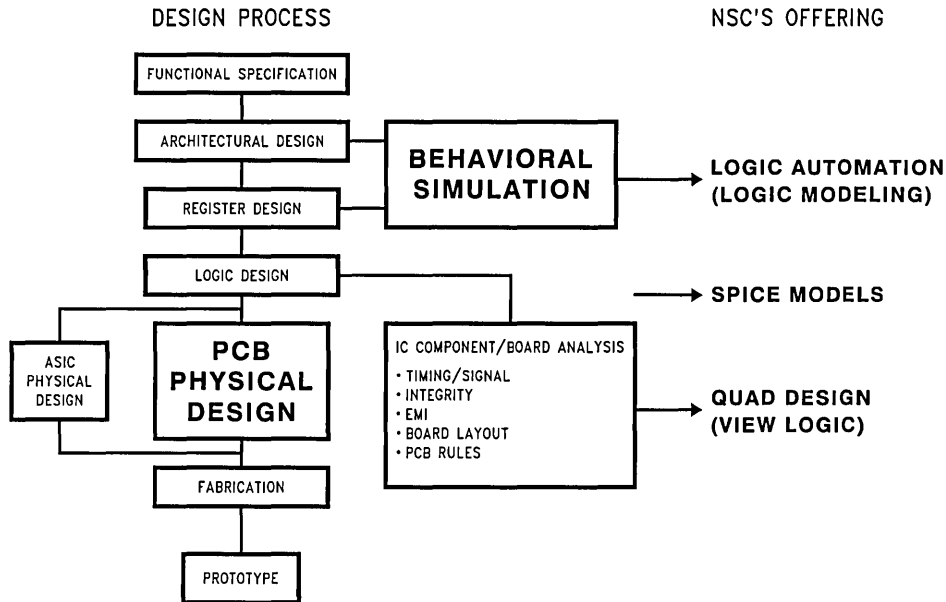 DESIGN PROCESS
NSC'S OFFERING
FUNCTIONAL SPECIFICATION
ARCHITECTURAL DESIGN
REGISTER DESIGN
LOGIC DESIGN
BEHAVIORAL
SIMULATION
LOGIC AUTOMATION
(LOGIC MODELING)
SPICE MODELS
ASIC
PHYSICAL
DESIGN
PCB
PHYSICAL
DESIGN
IC COMPONENT/BOARD ANALYSIS
• TIMING/SIGNAL
• INTEGRITY
• EMI
• BOARD LAYOUT
• PCB RULES
QUAD DESIGN
(VIEW LOGIC)
FABRICATION
PROTOTYPE